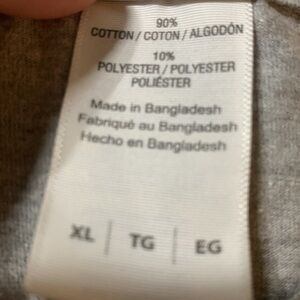 90%
COTTON / COTON / ALGODÓN
10%
POLYESTER / POLYESTER
POLIÉSTER
Made in Bangladesh
Fabriqué au Bangladesh
Hecho en Bangladesh
XL | TG | EG